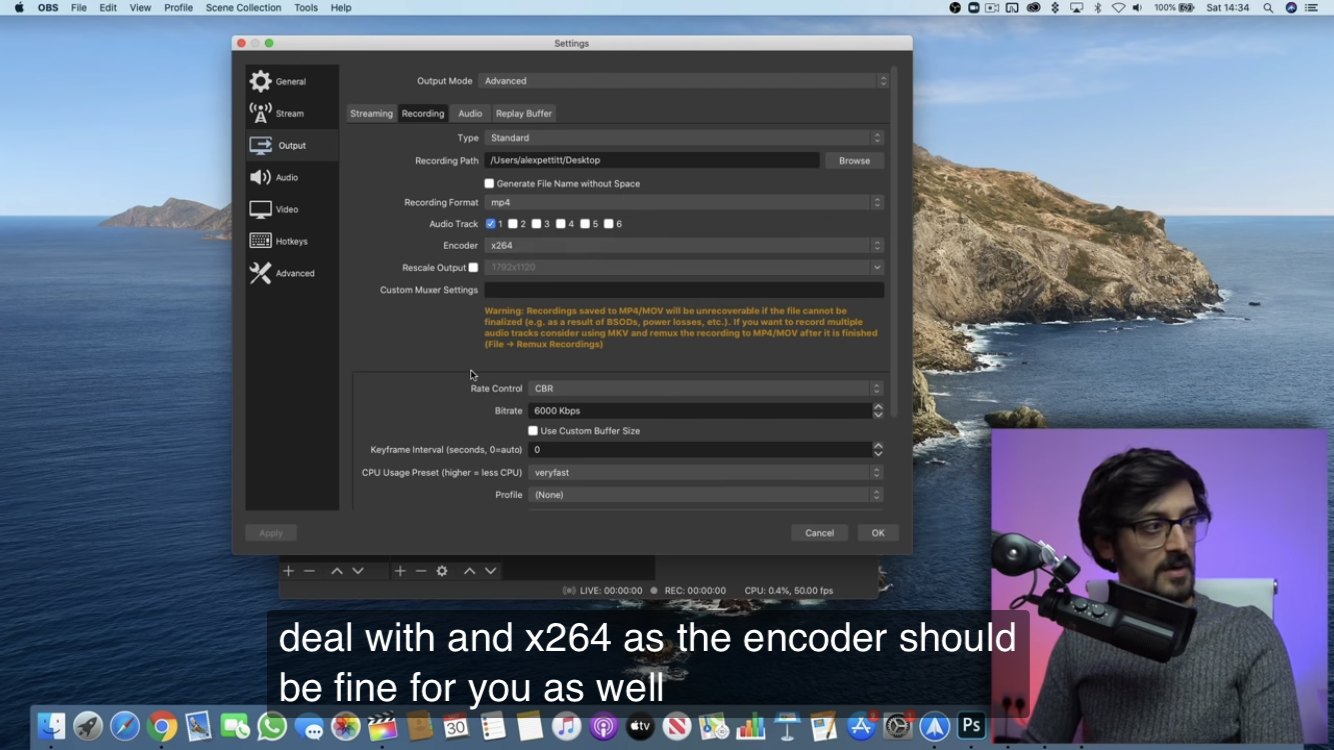 OBS File Edit View Profile Scene Collection Tools Help 100% Sat 14:34
Settings
General
Stream
Output
Audio
Video
Hotkeys
Advanced
Output Mode Advanced
Streaming Recording Audio Replay Buffer
Type Standard
Recording Path /Users/alexpettitt/Desktop Browse
Generate File Name without Space
Recording Format mp4
Audio Track 1 2 3 4 5 6
Encoder x264
Rescale Output 1792x1120
Custom Muxer Settings
Warning: Recordings saved to MP4/MOV will be unrecoverable if the file cannot be
finalized (e.g. as a result of BSODs, power losses, etc.). If you want to record multiple
audio tracks consider using MKV and remux the recording to MP4/MOV after it is finished
(File → Remux Recordings)
Rate Control CBR
Bitrate 6000 Kbps
Use Custom Buffer Size
Keyframe Interval (seconds, 0=auto) 0
CPU Usage Preset (higher = less CPU) veryfast
Profile (None)
Apply Cancel OK
LIVE: 00:00:00 REC: 00:00:00 CPU: 0.4%, 50.00 fps
deal with and x264 as the encoder should
be fine for you as well
30 tv Ps